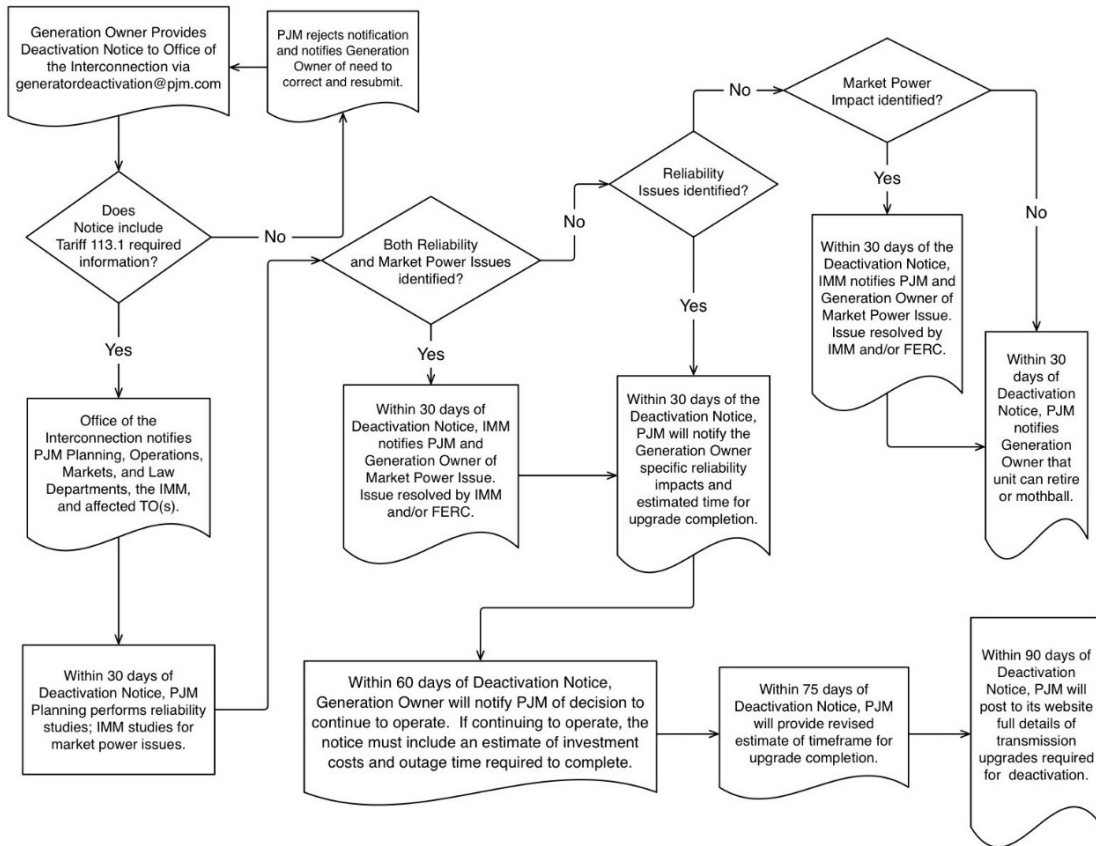 Generation Owner Provides
Deactivation Notice to Office of
the Interconnection via
generatordeactivation@pjm.com
PJM rejects notification
and notifies Generation
Owner of need to
correct and resubmit.
Does
Notice include
Tariff 113.1 required
information?
No
Yes
Office of the
Interconnection notifies
PJM Planning, Operations,
Markets, and Law
Departments, the IMM,
and affected TO(s).
Within 30 days of
Deactivation Notice, PJM
Planning performs reliability
studies; IMM studies for
market power issues.
Both Reliability
and Market Power Issues
identified?
No
Yes
Within 30 days of
Deactivation Notice, IMM
notifies PJM and
Generation Owner of
Market Power Issue.
Issue resolved by IMM
and/or FERC.
Reliability
Issues identified?
No
Yes
Within 30 days of the
Deactivation Notice,
PJM will notify the
Generation Owner
specific reliability
impacts and
estimated time for
upgrade completion.
Market Power
Impact identified?
Yes
No
Within 30 days of the
Deactivation Notice,
IMM notifies PJM and
Generation Owner of
Market Power Issue.
Issue resolved by
IMM and/or FERC.
Within 30
days of
Deactivation
Notice, PJM
notifies
Generation
Owner that
unit can retire
or mothball.
Within 60 days of Deactivation Notice,
Generation Owner will notify PJM of decision to
continue to operate. If continuing to operate, the
notice must include an estimate of investment
costs and outage time required to complete.
Within 75 days of
Deactivation Notice, PJM
will provide revised
estimate of timeframe for
upgrade completion.
Within 90 days of
Deactivation
Notice, PJM will
post to its website
full details of
transmission
upgrades required
for deactivation.